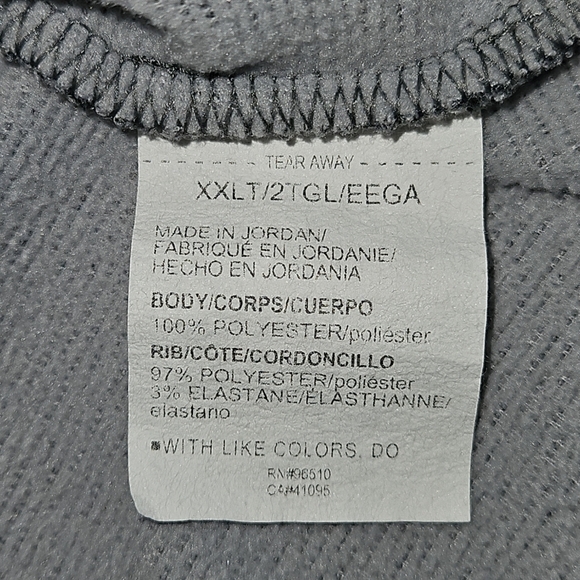 TEAR AWAY
XXLT/2TGL/EEGA
MADE IN JORDAN/
FABRIQUÉ EN JORDANIE/
HECHO EN JORDANIA
BODY/CORPS/CUERPO
100% POLYESTER/poliéster
RIB/CÔTE/CORDONCILLO
97% POLYESTER/poliéster
3% ELASTANE/ÉLASTHANNE/
elastano
WITH LIKE COLORS. DO
RN#96510
CA#41095